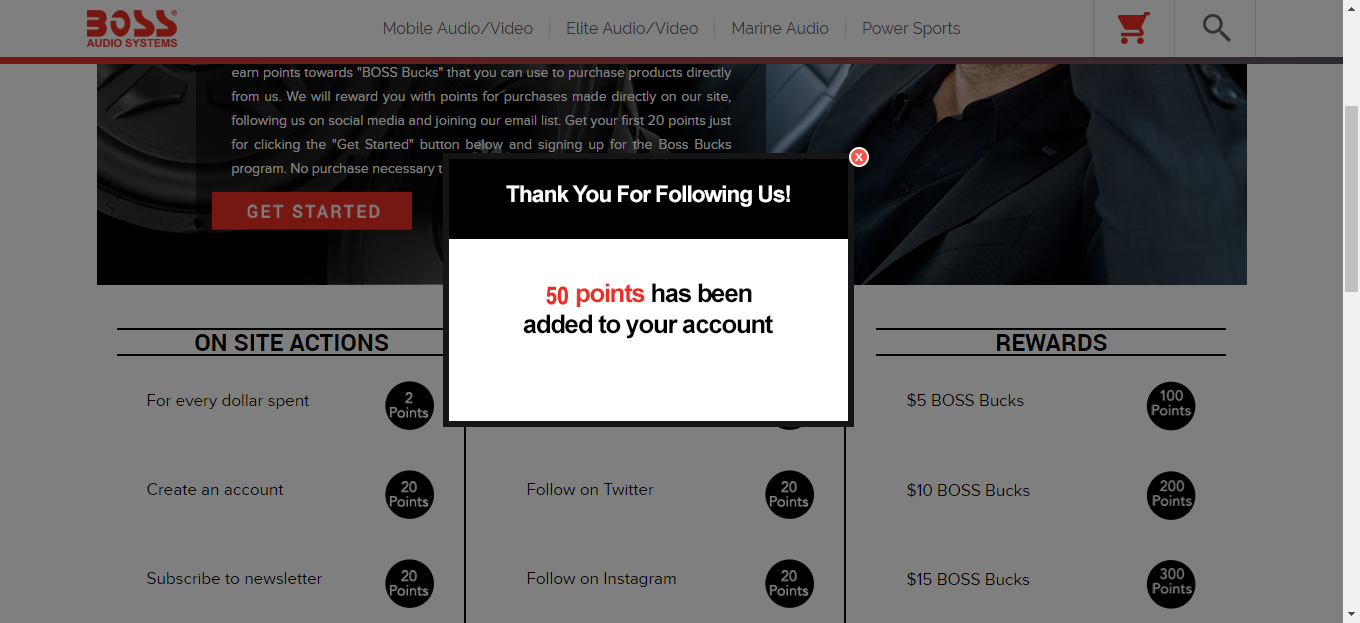 BOSS®
AUDIO SYSTEMS
Mobile Audio/Video
Elite Audio/Video
Marine Audio
Power Sports
earn points towards "BOSS Bucks" that you can use to purchase products directly
from us. We will reward you with points for purchases made directly on our site,
following us on social media and joining our email list. Get your first 20 points just
for clicking the "Get Started" button below and signing up for the Boss Bucks
program. No purchase necessary t
GET STARTED
X
Thank You For Following Us!
50 points has been
added to your account
ON SITE ACTIONS
For every dollar spent
2
Points
Create an account
20
Points
Subscribe to newsletter
20
Points
Follow on Twitter
20
Points
Follow on Instagram
20
Points
REWARDS
$5 BOSS Bucks
100
Points
$10 BOSS Bucks
200
Points
$15 BOSS Bucks
300
Points